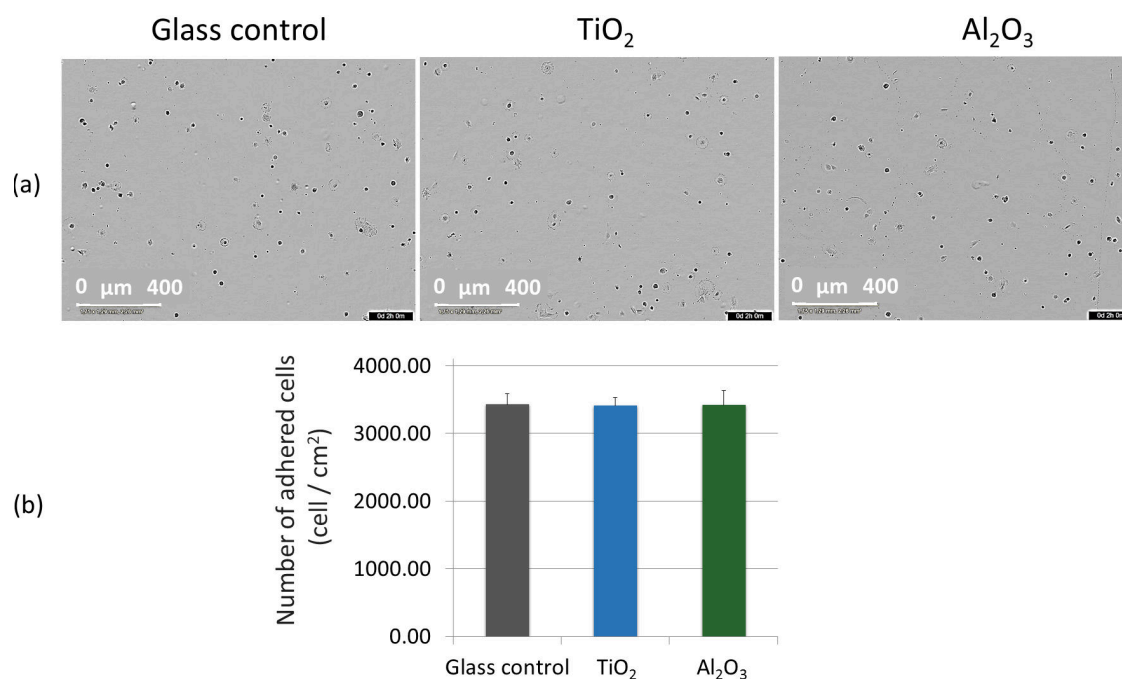 Glass control
TiO₂
Al₂O₃
(a)
0 μm 400
0d 2h 0m
0 μm 400
0d 2h 0m
0 μm 400
0d 2h 0m
(b)
Number of adhered cells
(cell / cm²)
4000.00
3000.00
2000.00
1000.00
0.00
Glass control
TiO₂
Al₂O₃